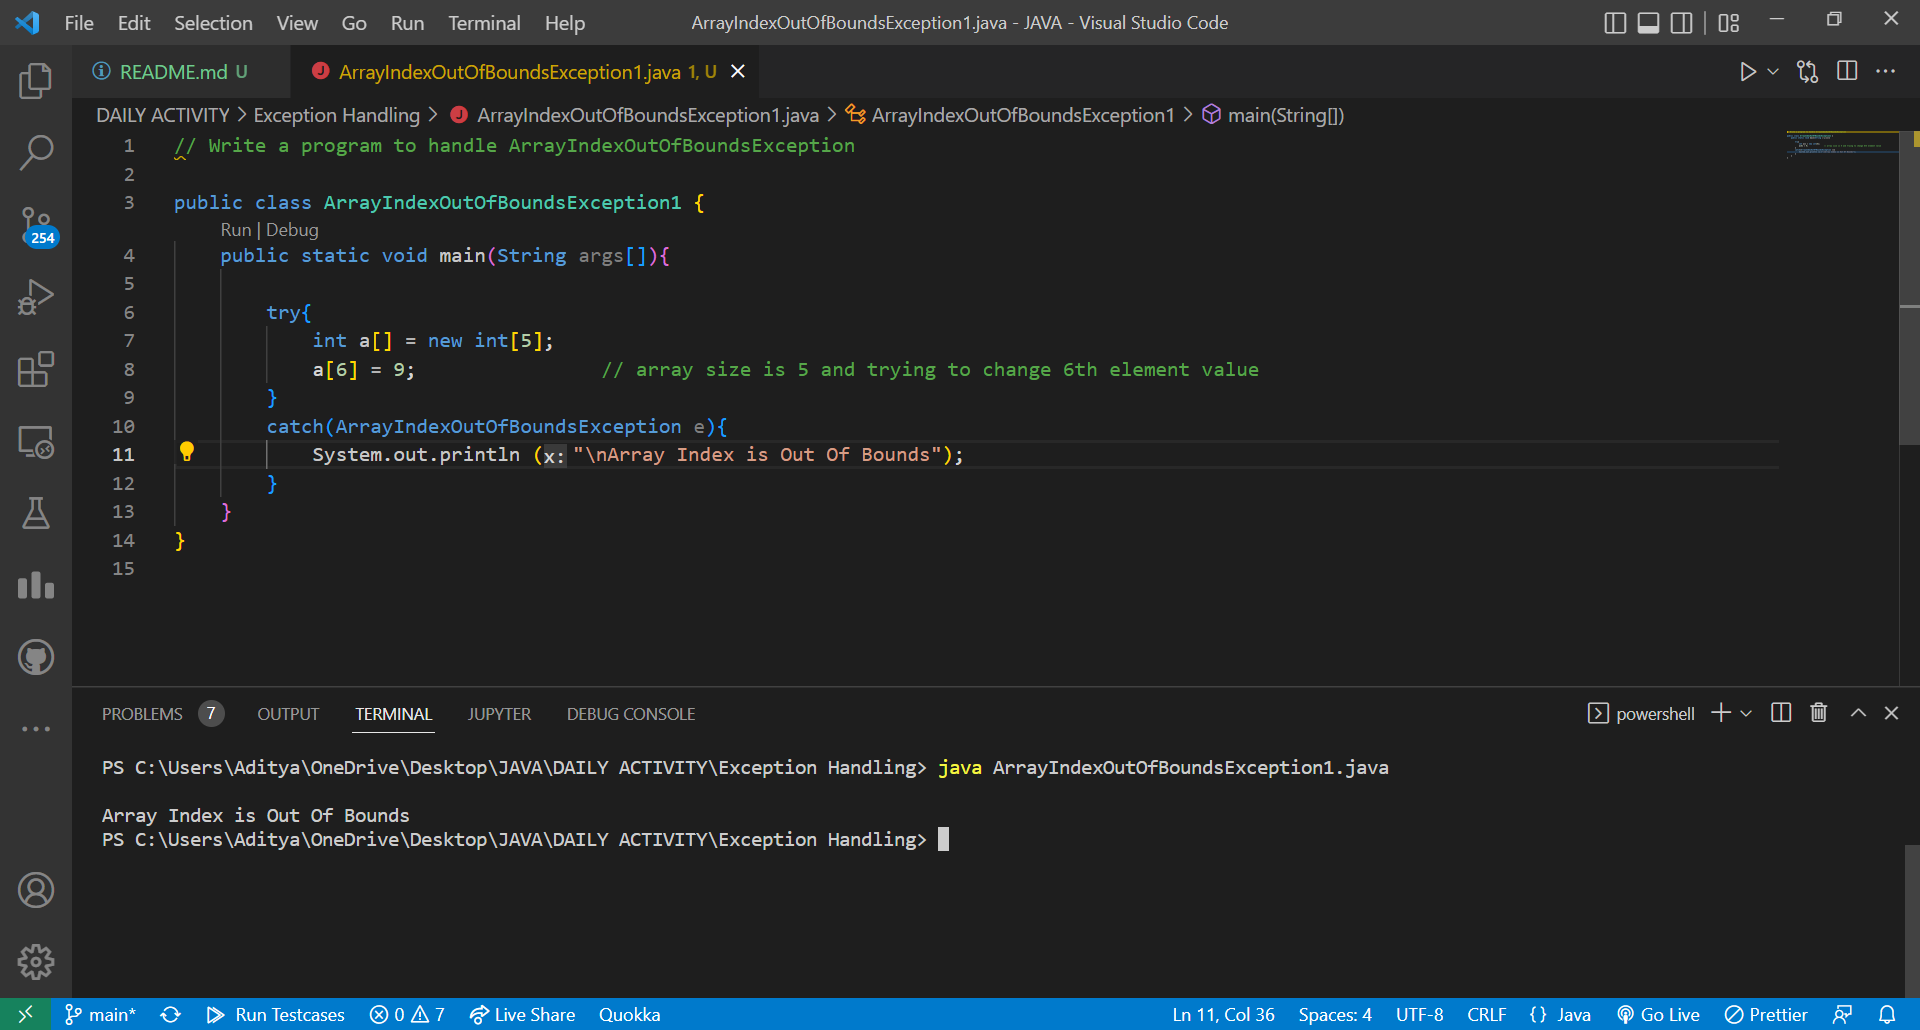 File Edit Selection View Go Run Terminal Help ArrayIndexOutOfBoundsException1.java - JAVA - Visual Studio Code
README.md U ArrayIndexOutOfBoundsException1.java 1, U
DAILY ACTIVITY > Exception Handling > ArrayIndexOutOfBoundsException1.java > ArrayIndexOutOfBoundsException1 > main(String[])
1 // Write a program to handle ArrayIndexOutOfBoundsException
2
3 public class ArrayIndexOutOfBoundsException1 {
Run | Debug
4 public static void main(String args[]){
5
6 try{
7 int a[] = new int[5];
8 a[6] = 9; // array size is 5 and trying to change 6th element value
9 }
10 catch(ArrayIndexOutOfBoundsException e){
11 System.out.println (x: "\nArray Index is Out Of Bounds");
12 }
13 }
14 }
15
254
PROBLEMS 7 OUTPUT TERMINAL JUPYTER DEBUG CONSOLE powershell
PS C:\Users\Aditya\OneDrive\Desktop\JAVA\DAILY ACTIVITY\Exception Handling> java ArrayIndexOutOfBoundsException1.java
Array Index is Out Of Bounds
PS C:\Users\Aditya\OneDrive\Desktop\JAVA\DAILY ACTIVITY\Exception Handling>
main* Run Testcases 0 7 Live Share Quokka Ln 11, Col 36 Spaces: 4 UTF-8 CRLF {} Java Go Live Prettier